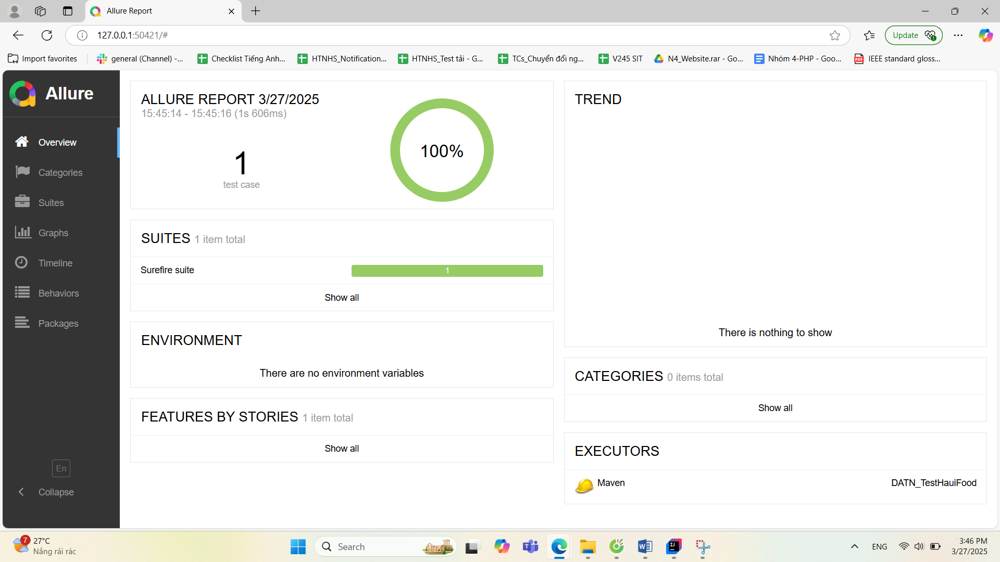 Allure Report
127.0.0.1:50421/#
Update
Import favorites
general (Channel) -...
Checklist Tiếng Anh...
HTNHS_Notification...
HTNHS_Test tải - G...
TCs_Chuyển đổi ng...
V245 SIT
N4_Website.rar - Go...
Nhóm 4-PHP - Goo...
PDF
IEEE standard gloss...
Allure
Overview
Categories
Suites
Graphs
Timeline
Behaviors
Packages
En
Collapse
ALLURE REPORT 3/27/2025
15:45:14 - 15:45:16 (1s 606ms)
1
test case
100%
SUITES 1 item total
Surefire suite
1
Show all
ENVIRONMENT
There are no environment variables
FEATURES BY STORIES 1 item total
Show all
TREND
There is nothing to show
CATEGORIES 0 items total
Show all
EXECUTORS
Maven
DATN_TestHauiFood
7
27°C
Nắng rải rác
Search
ENG
3:46 PM
3/27/2025